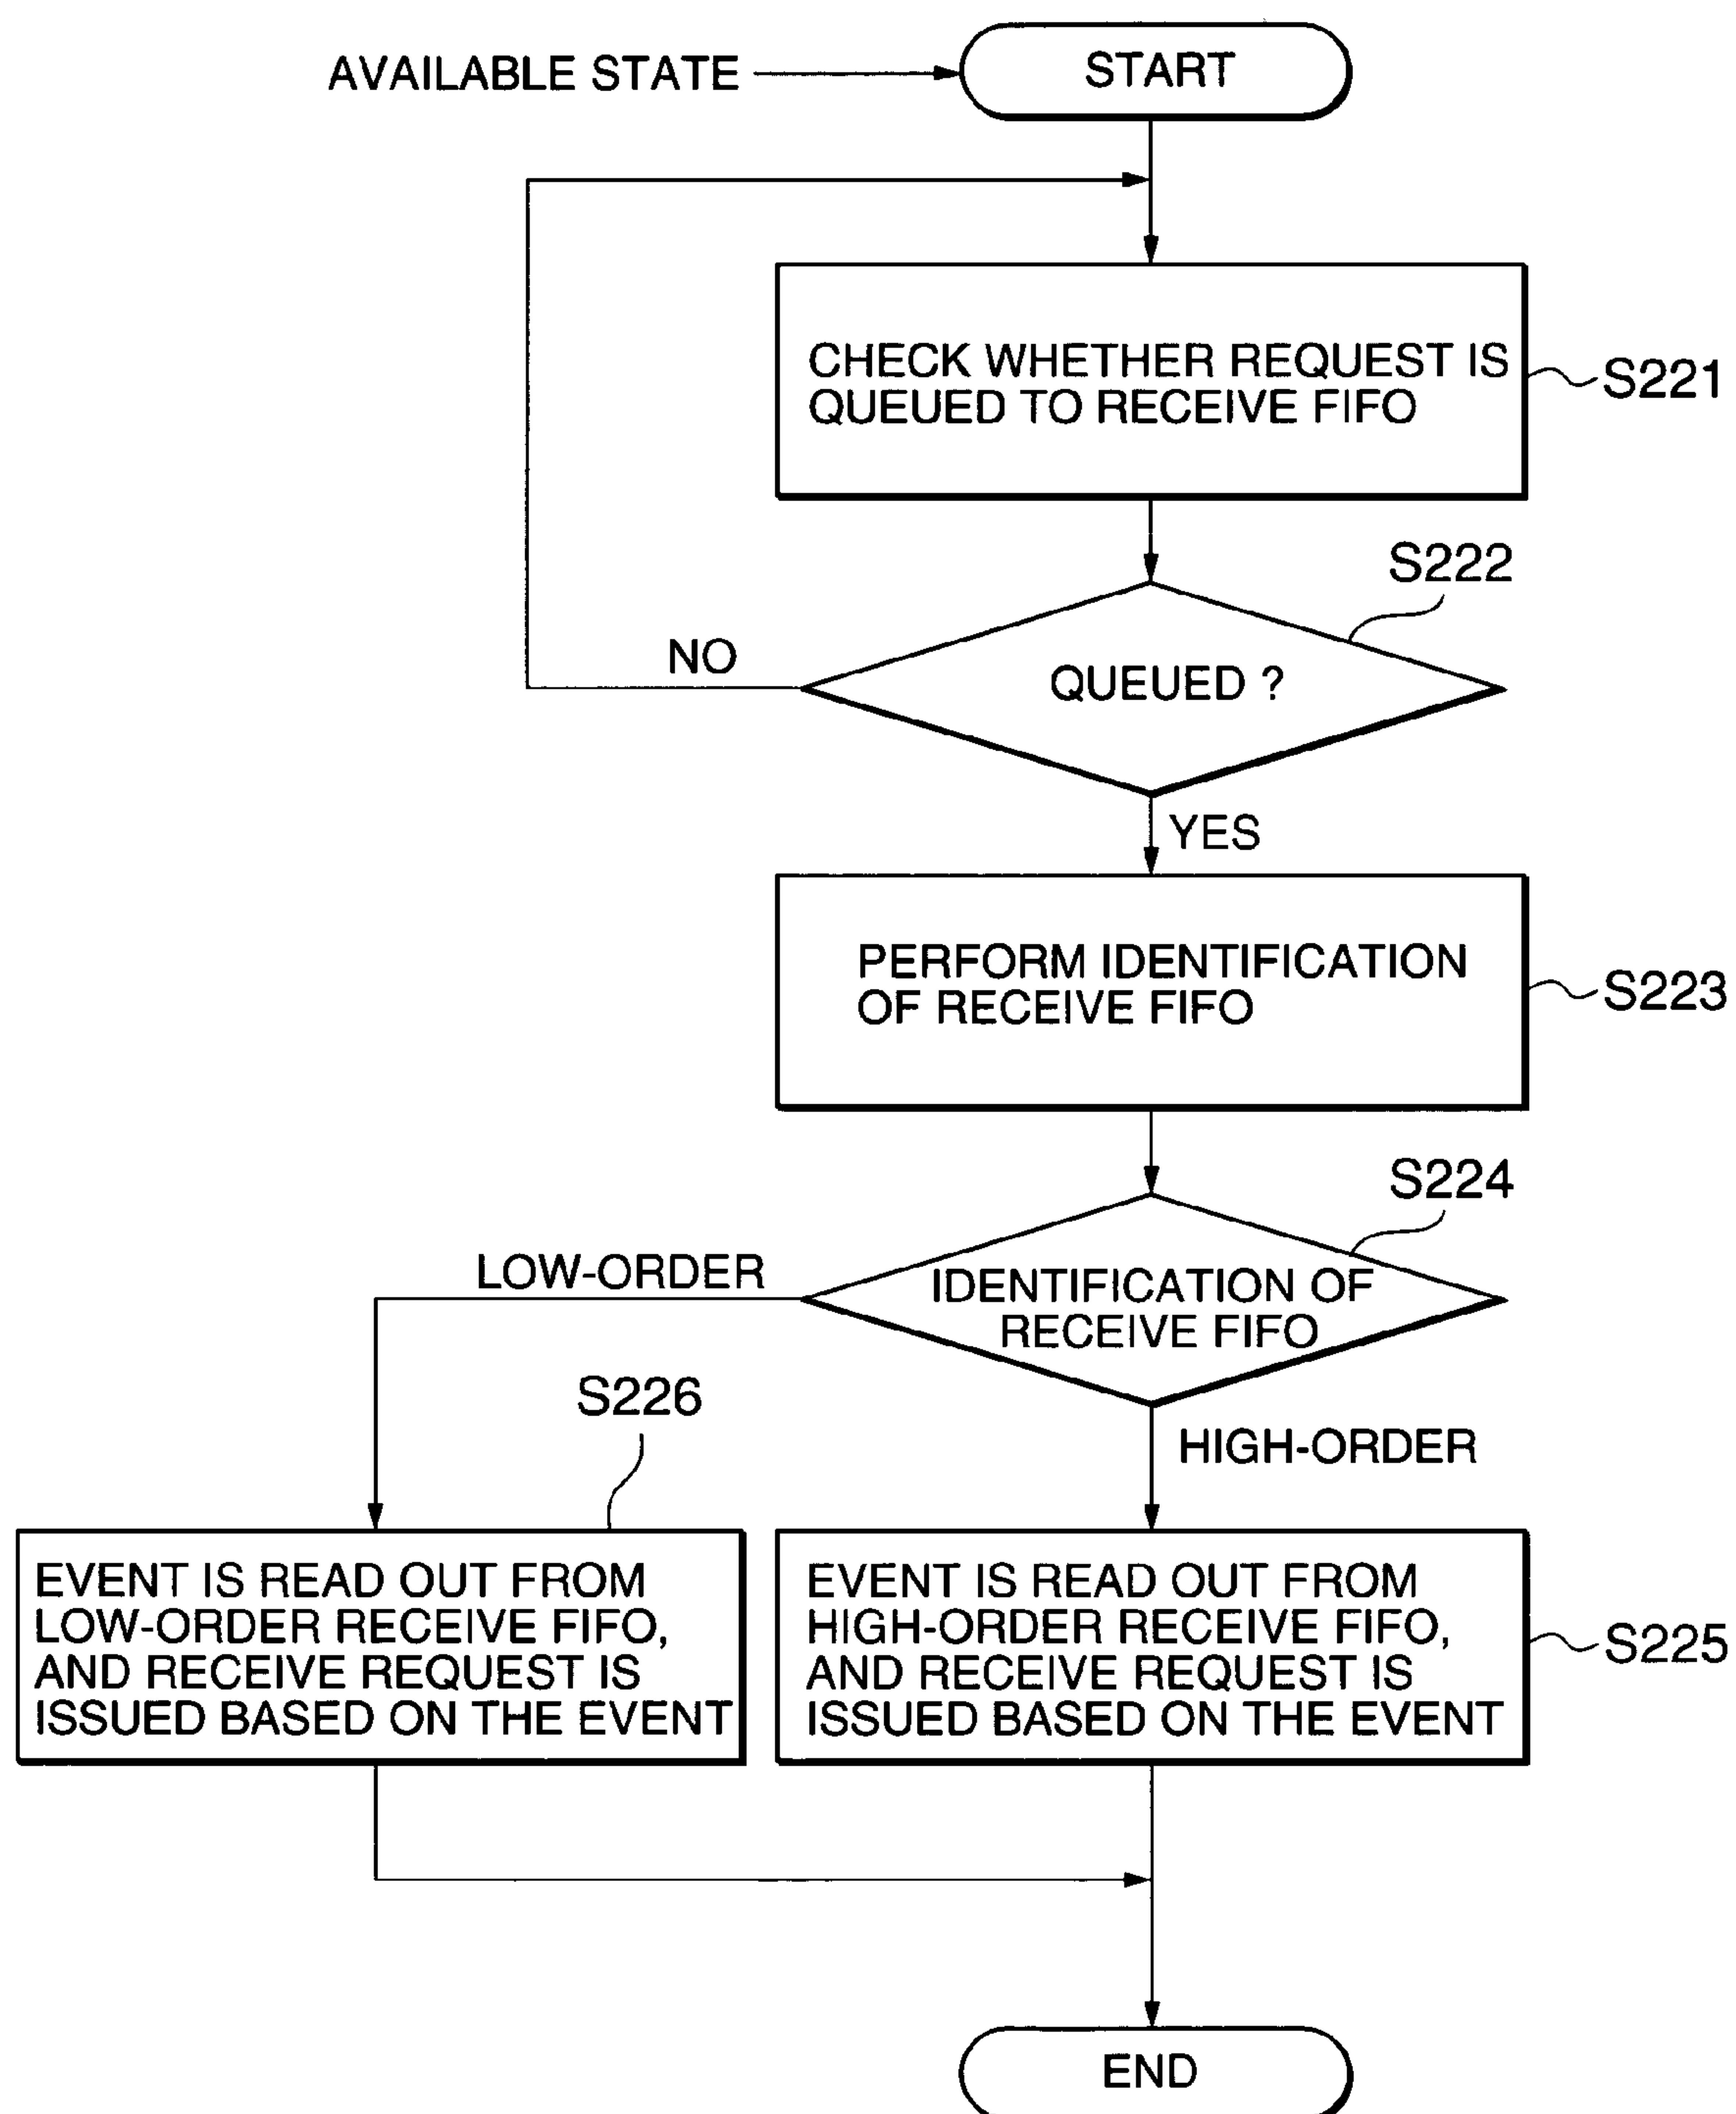 AVAILABLE STATE
START
CHECK WHETHER REQUEST IS
QUEUED TO RECEIVE FIFO
S221
S222
QUEUED ?
NO
YES
PERFORM IDENTIFICATION
OF RECEIVE FIFO
S223
S224
IDENTIFICATION OF
RECEIVE FIFO
LOW-ORDER
HIGH-ORDER
S226
EVENT IS READ OUT FROM
LOW-ORDER RECEIVE FIFO,
AND RECEIVE REQUEST IS
ISSUED BASED ON THE EVENT
EVENT IS READ OUT FROM
HIGH-ORDER RECEIVE FIFO,
AND RECEIVE REQUEST IS
ISSUED BASED ON THE EVENT
S225
END